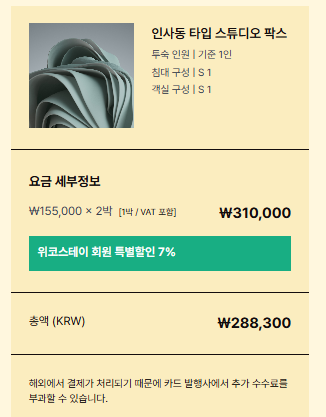 인사동 타입 스튜디오 팍스
투숙 인원 | 기준 1인
침대 구성 | S 1
객실 구성 | S 1
요금 세부정보
₩155,000 × 2박 [1박 / VAT 포함] ₩310,000
위코스테이 회원 특별할인 7%
총액 (KRW) ₩288,300
해외에서 결제가 처리되기 때문에 카드 발행사에서 추가 수수료를
부과할 수 있습니다.